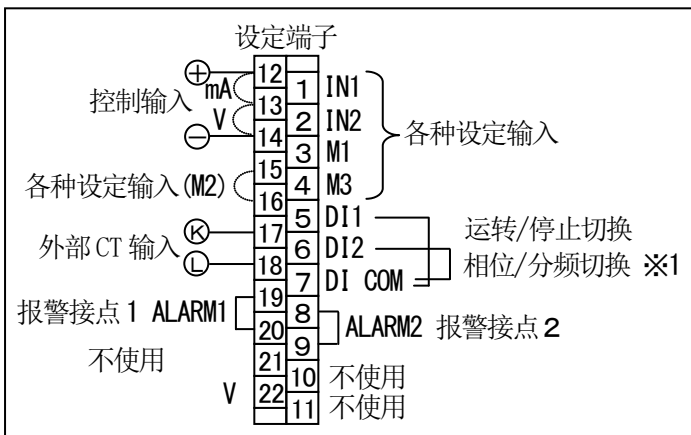 设定端子
⊕ 12
mA 1 IN1
控制输入 13
V 2 IN2
⊖ 14 各种设定输入
3 M1
15
各种设定输入(M2) 4 M3
16
5 DI1
Ⓚ 17 运转/停止切换
外部CT输入 6 DI2
Ⓛ 18 相位/分频切换 ※1
7 DI COM
19
报警接点1 ALARM1 8
20 ALARM2 报警接点2
9
不使用 21
10 不使用
V 22
11 不使用